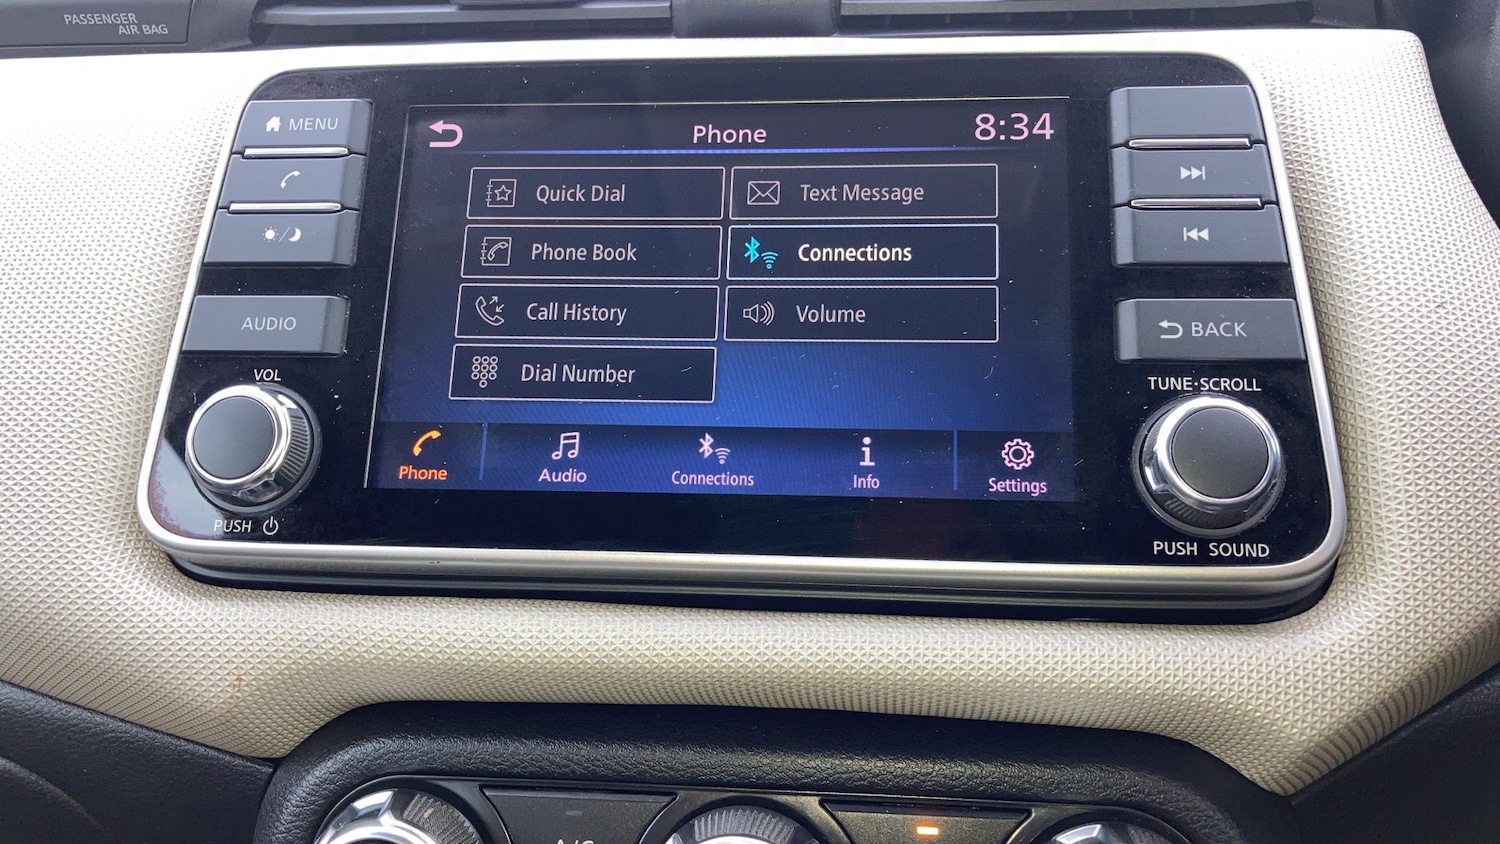 PASSENGER
AIR BAG
MENU
AUDIO
VOL
PUSH
Phone
8:34
Quick Dial
Text Message
Phone Book
Connections
Call History
Volume
Dial Number
Phone
Audio
Connections
Info
Settings
BACK
TUNE·SCROLL
PUSH SOUND
A/C